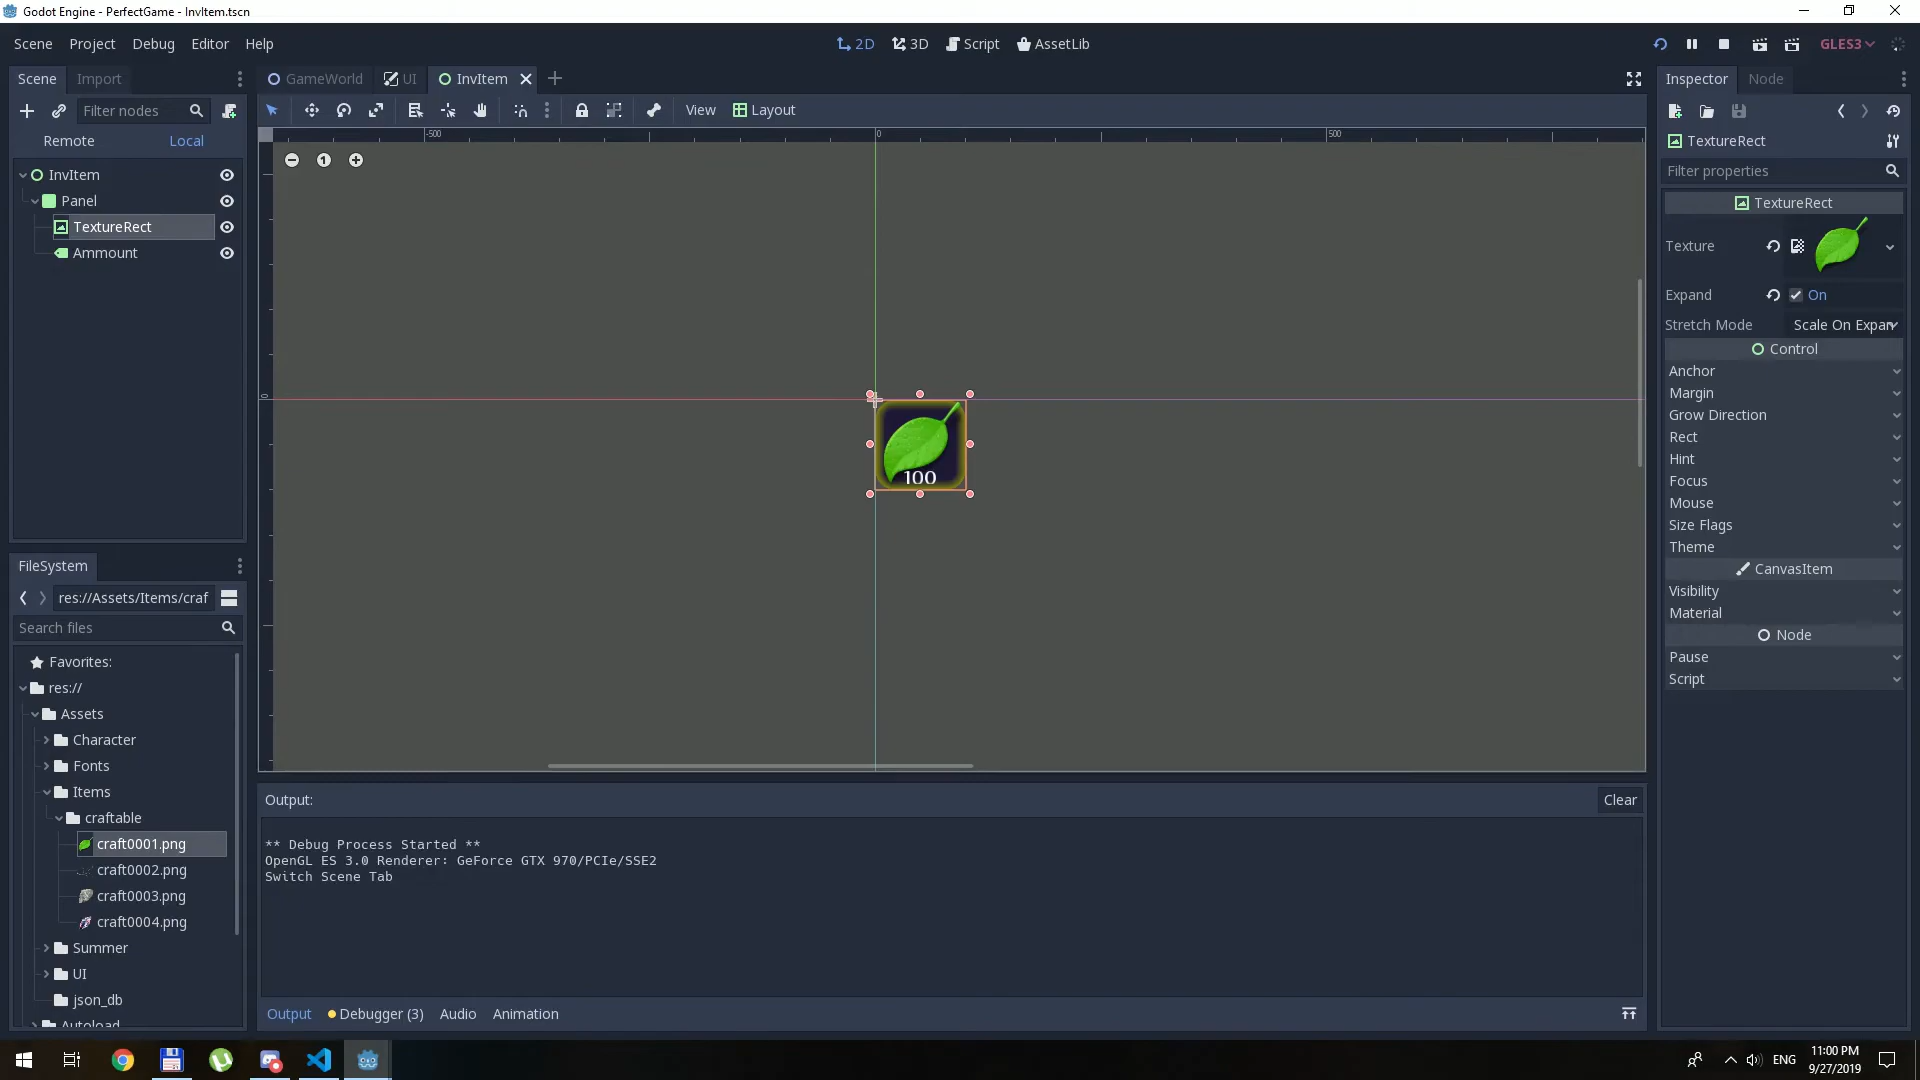 Godot Engine - PerfectGame - InvItem.tscn
Scene Project Debug Editor Help
2D 3D Script AssetLib
GLES3
Scene Import
GameWorld UI InvItem
Inspector Node
Filter nodes
View Layout
Remote Local
TextureRect
Filter properties
InvItem
Panel
TextureRect
Ammount
-500 0 500
0
1
100
TextureRect
Texture
Expand On
Stretch Mode Scale On Expan
Control
Anchor
Margin
Grow Direction
Rect
Hint
Focus
Mouse
Size Flags
Theme
CanvasItem
Visibility
Material
Node
Pause
Script
FileSystem
res://Assets/Items/craf
Search files
Favorites:
res://
Assets
Character
Fonts
Items
craftable
craft0001.png
craft0002.png
craft0003.png
craft0004.png
Summer
UI
json_db
Autoload
Output: Clear
** Debug Process Started **
OpenGL ES 3.0 Renderer: GeForce GTX 970/PCIe/SSE2
Switch Scene Tab
Output Debugger (3) Audio Animation
ENG
11:00 PM
9/27/2019